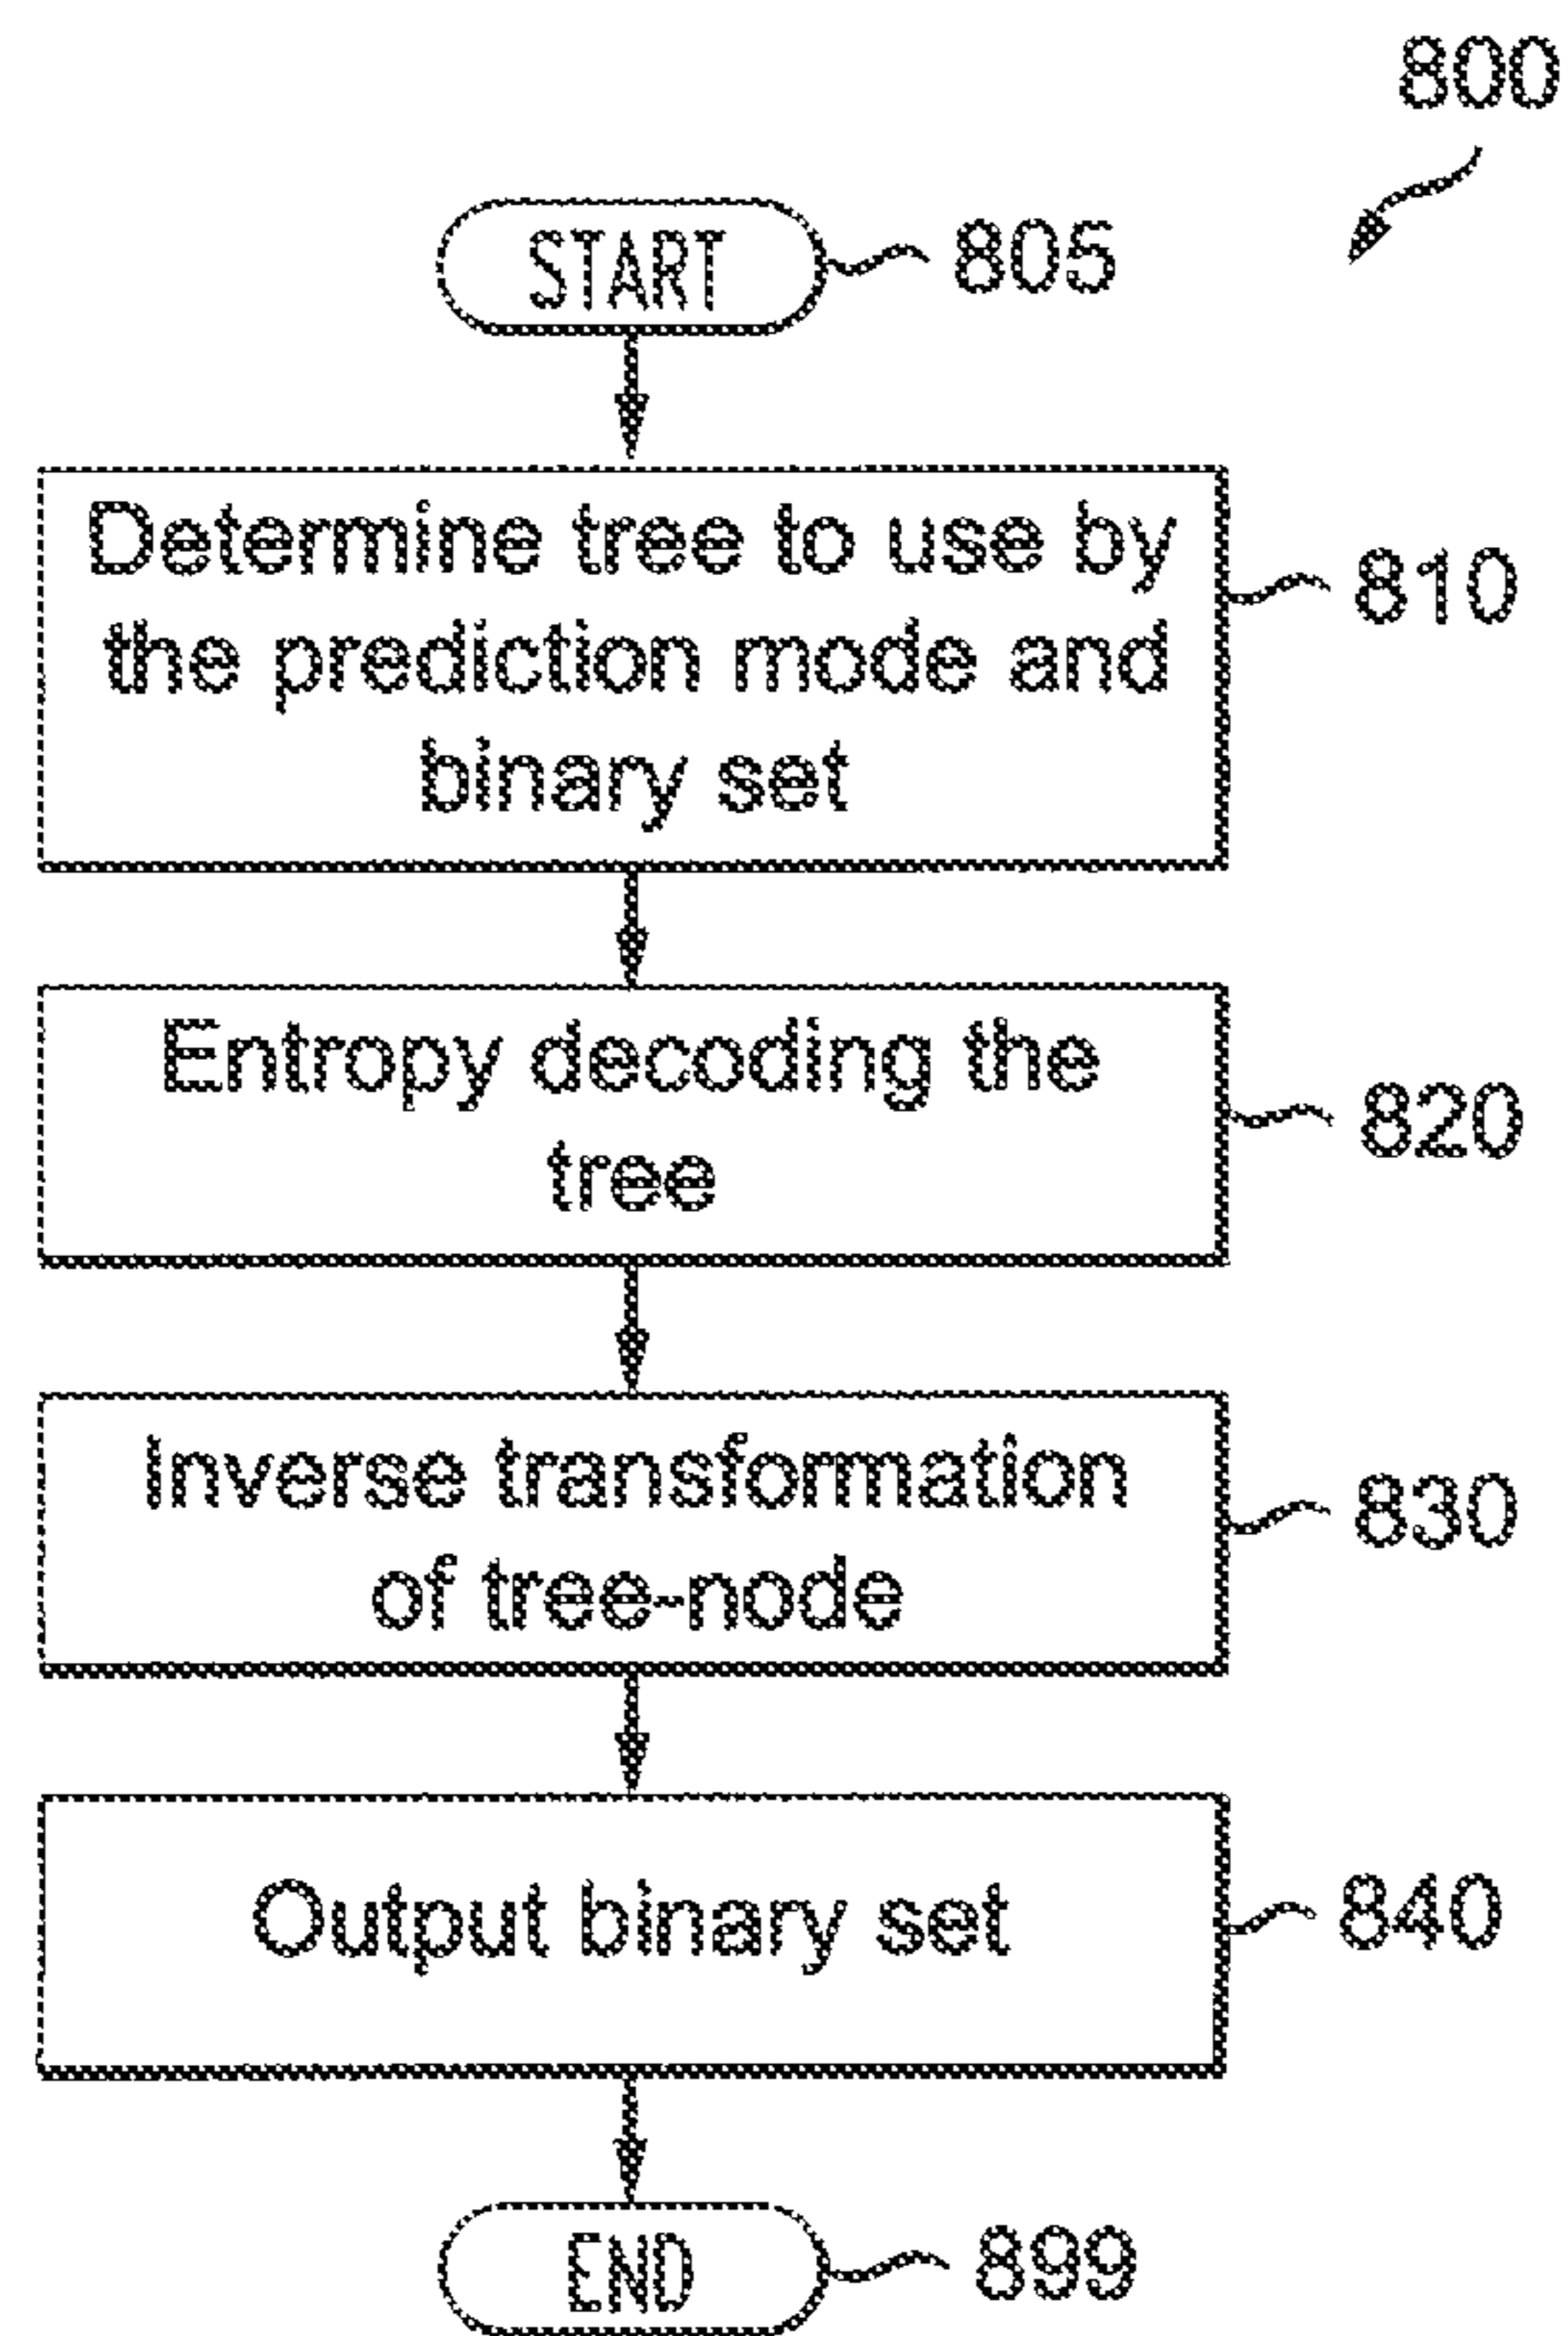 800
START
805
Determine tree to use by
the prediction mode and
binary set
810
Entropy decoding the
tree
820
Inverse transformation
of tree-node
830
Output binary set
840
END
899